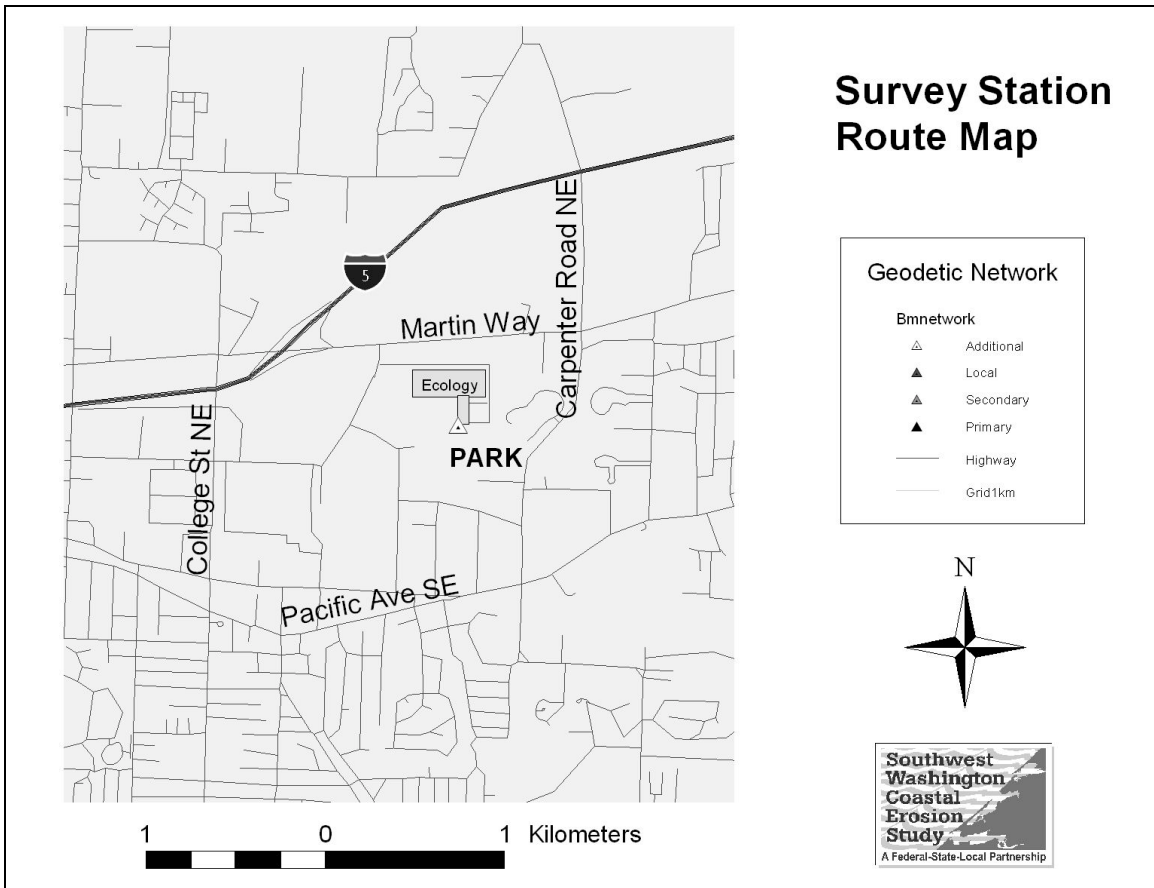 Survey Station
Route Map
Carpenter Road NE
5
Martin Way
Ecology
PARK
College St NE
Pacific Ave SE
Geodetic Network
Bmnetwork
Additional
Local
Secondary
Primary
Highway
Grid1km
N
1 0 1 Kilometers
Southwest
Washington
Coastal
Erosion
Study
A Federal-State-Local Partnership